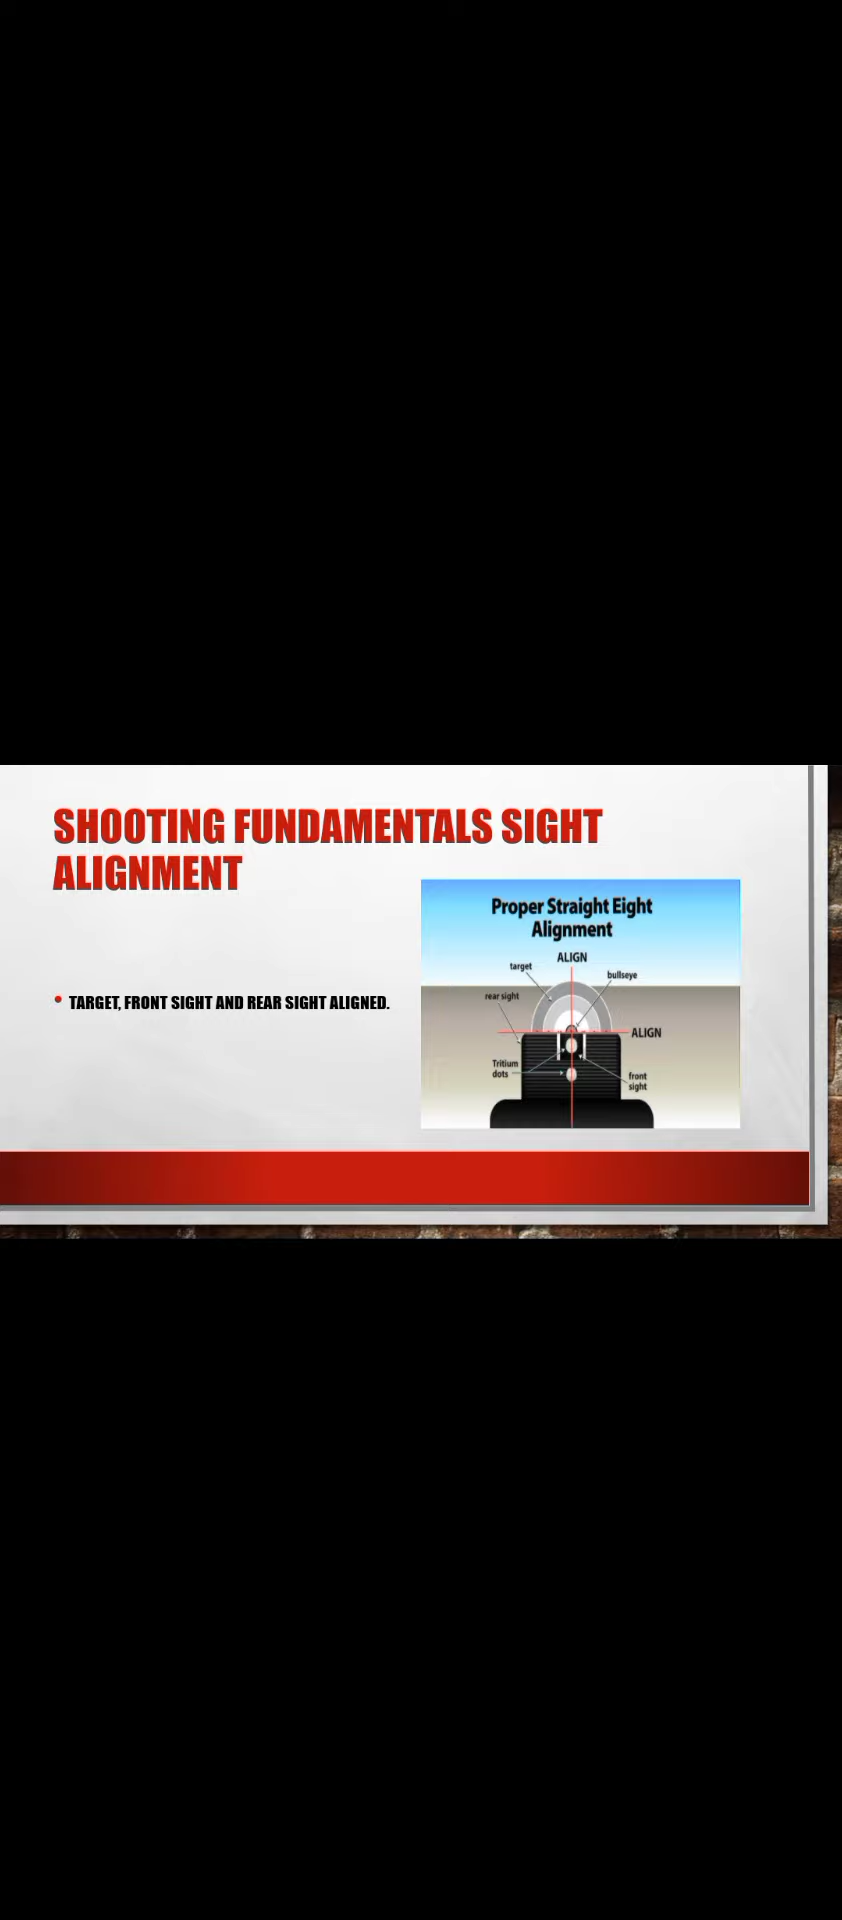 SHOOTING FUNDAMENTALS SIGHT
ALIGNMENT
• TARGET, FRONT SIGHT AND REAR SIGHT ALIGNED.
Proper Straight Eight
Alignment
ALIGN
target
bullseye
rear sight
ALIGN
Tritium
dots
front
sight